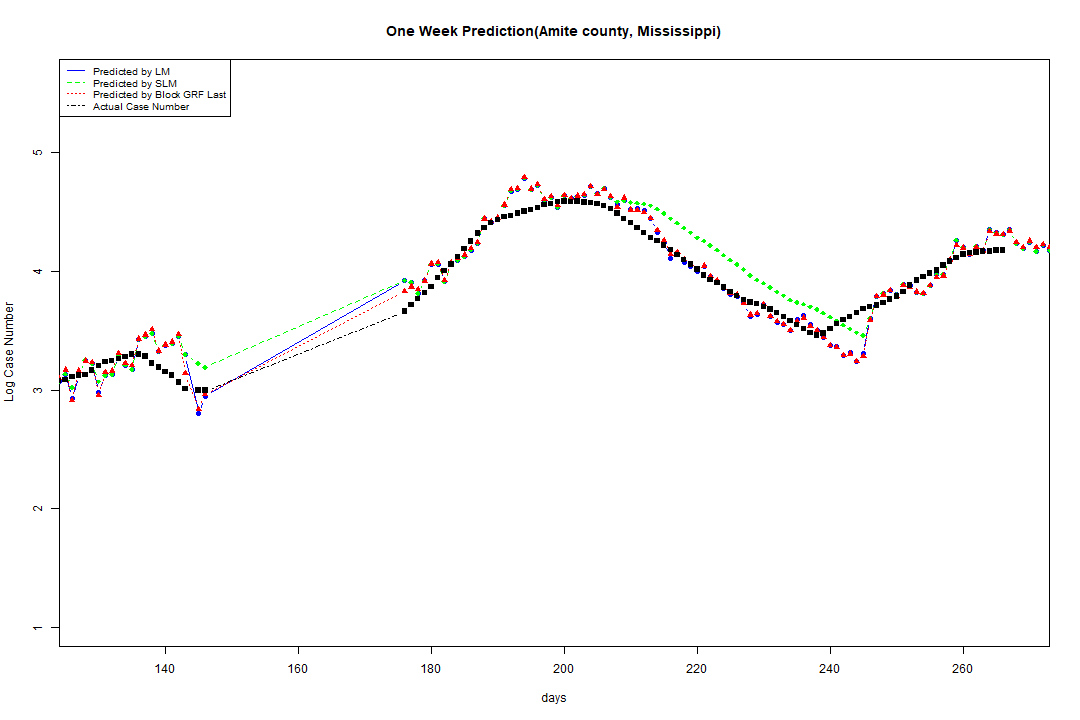 One Week Prediction(Amite county, Mississippi)
Predicted by LM
Predicted by SLM
Predicted by Block GRF Last
Actual Case Number
5
4
3
2
1
Log Case Number
140 160 180 200 220 240 260
days